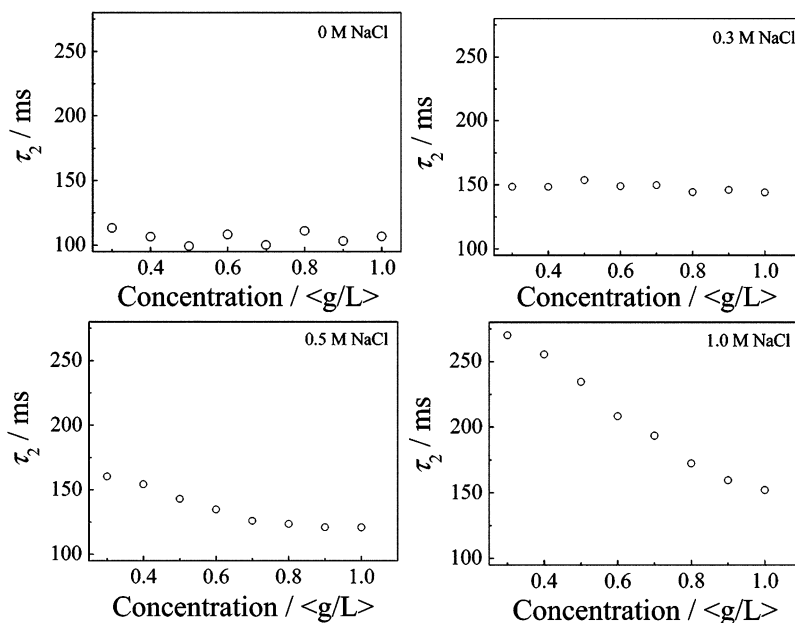 0 M NaCl
250
200
150
100
τ₂ / ms
0.4 0.6 0.8 1.0
Concentration / <g/L>
0.3 M NaCl
250
200
150
100
τ₂ / ms
0.4 0.6 0.8 1.0
Concentration / <g/L>
0.5 M NaCl
250
200
150
100
τ₂ / ms
0.4 0.6 0.8 1.0
Concentration / <g/L>
1.0 M NaCl
250
200
150
100
τ₂ / ms
0.4 0.6 0.8 1.0
Concentration / <g/L>